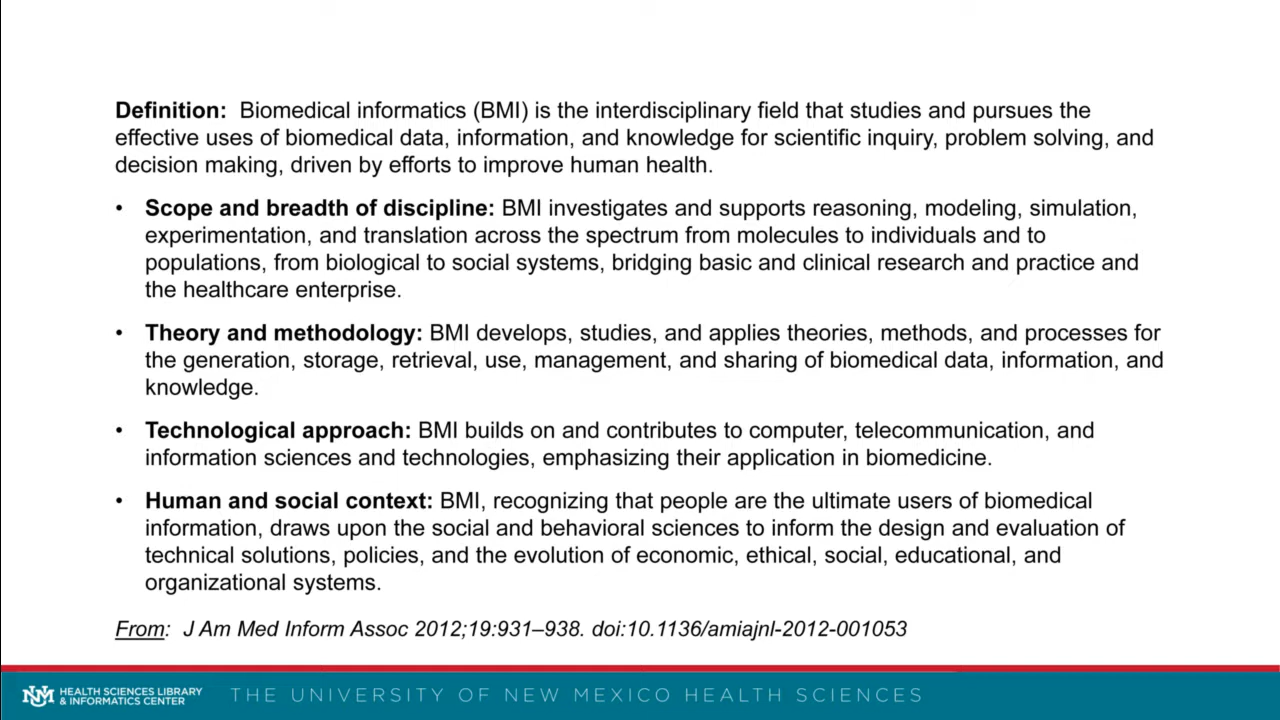 Definition: Biomedical informatics (BMI) is the interdisciplinary field that studies and pursues the
effective uses of biomedical data, information, and knowledge for scientific inquiry, problem solving, and
decision making, driven by efforts to improve human health.
• Scope and breadth of discipline: BMI investigates and supports reasoning, modeling, simulation,
experimentation, and translation across the spectrum from molecules to individuals and to
populations, from biological to social systems, bridging basic and clinical research and practice and
the healthcare enterprise.
• Theory and methodology: BMI develops, studies, and applies theories, methods, and processes for
the generation, storage, retrieval, use, management, and sharing of biomedical data, information, and
knowledge.
• Technological approach: BMI builds on and contributes to computer, telecommunication, and
information sciences and technologies, emphasizing their application in biomedicine.
• Human and social context: BMI, recognizing that people are the ultimate users of biomedical
information, draws upon the social and behavioral sciences to inform the design and evaluation of
technical solutions, policies, and the evolution of economic, ethical, social, educational, and
organizational systems.
From: J Am Med Inform Assoc 2012;19:931–938. doi:10.1136/amiajnl-2012-001053
NM HEALTH SCIENCES LIBRARY
& INFORMATICS CENTER
THE UNIVERSITY OF NEW MEXICO HEALTH SCIENCES